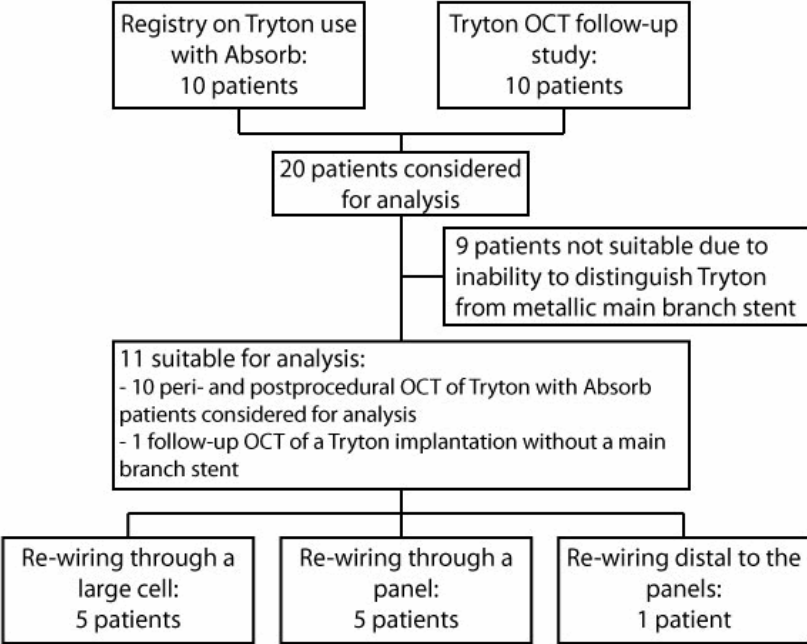 Registry on Tryton use
with Absorb:
10 patients
Tryton OCT follow-up
study:
10 patients
20 patients considered
for analysis
9 patients not suitable due to
inability to distinguish Tryton
from metallic main branch stent
11 suitable for analysis:
- 10 peri- and postprocedural OCT of Tryton with Absorb
patients considered for analysis
- 1 follow-up OCT of a Tryton implantation without a main
branch stent
Re-wiring through a
large cell:
5 patients
Re-wiring through a
panel:
5 patients
Re-wiring distal to the
panels:
1 patient